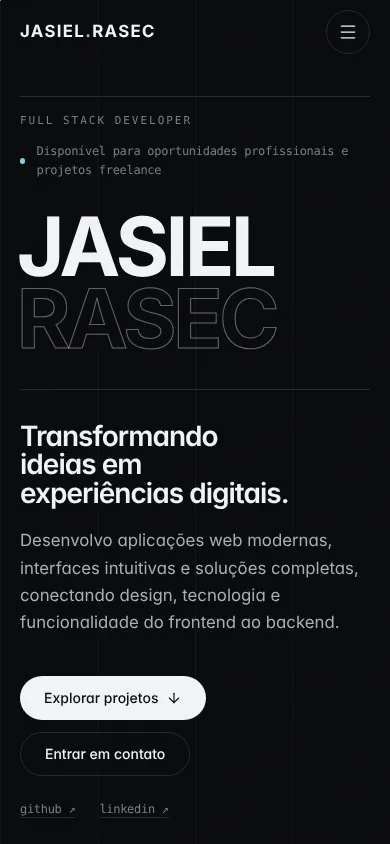 JASIEL.RASEC
FULL STACK DEVELOPER
Disponível para oportunidades profissionais e
projetos freelance
JASIEL
RASEC
Transformando
ideias em
experiências digitais.
Desenvolvo aplicações web modernas,
interfaces intuitivas e soluções completas,
conectando design, tecnologia e
funcionalidade do frontend ao backend.
Explorar projetos ↓
Entrar em contato
github ↗ linkedin ↗